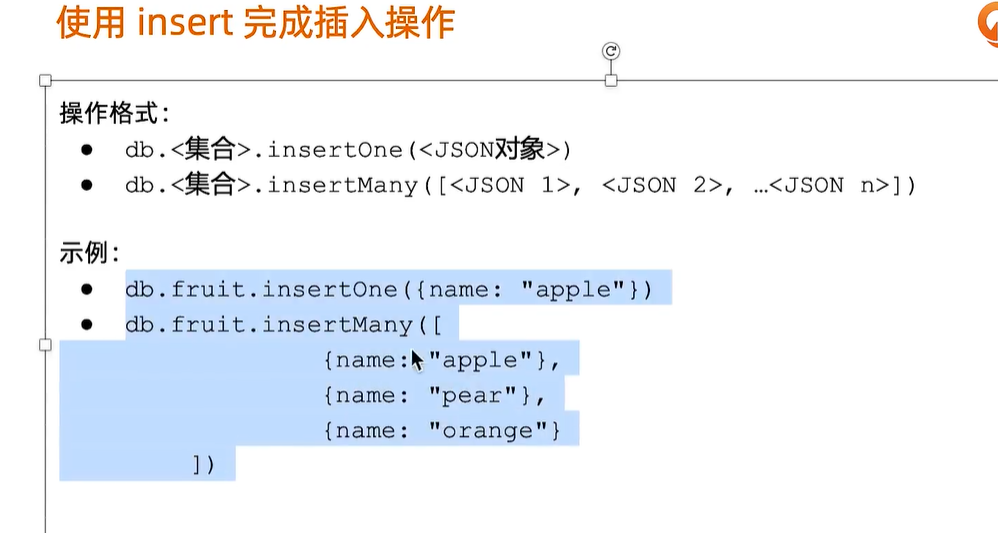 使用 insert 完成插入操作
操作格式：
● db.<集合>.insertOne(<JSON对象>)
● db.<集合>.insertMany([<JSON 1>, <JSON 2>, …<JSON n>])
示例：
● db.fruit.insertOne({name: "apple"})
● db.fruit.insertMany([
{name: "apple"},
{name: "pear"},
{name: "orange"}
])